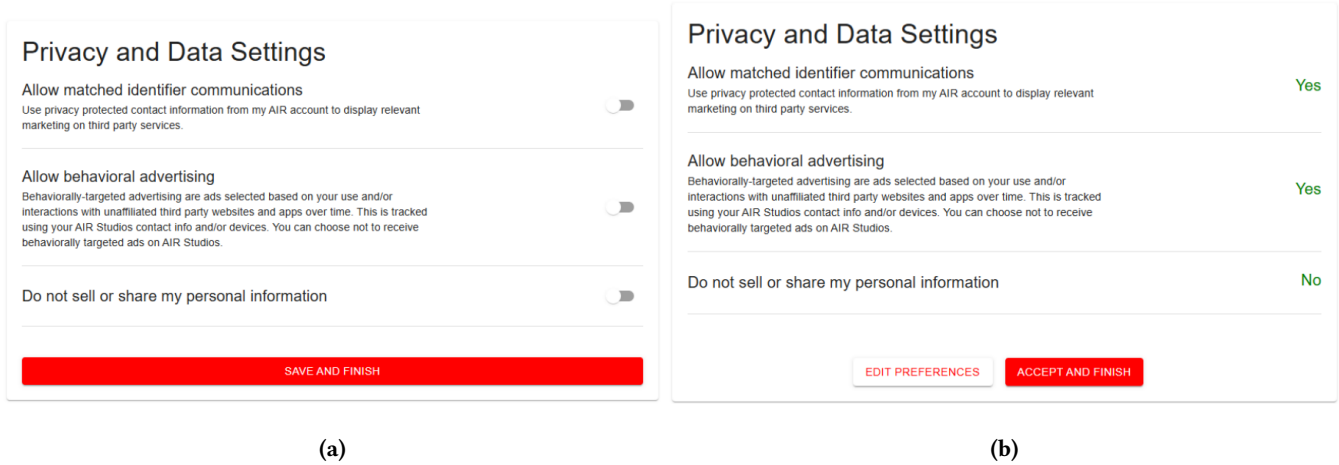 Privacy and Data Settings
Allow matched identifier communications
Use privacy protected contact information from my AIR account to display relevant
marketing on third party services.
Allow behavioral advertising
Behaviorally-targeted advertising are ads selected based on your use and/or
interactions with unaffiliated third party websites and apps over time. This is tracked
using your AIR Studios contact info and/or devices. You can choose not to receive
behaviorally targeted ads on AIR Studios.
Do not sell or share my personal information
SAVE AND FINISH
(a)
Privacy and Data Settings
Allow matched identifier communications
Use privacy protected contact information from my AIR account to display relevant
marketing on third party services.
Yes
Allow behavioral advertising
Behaviorally-targeted advertising are ads selected based on your use and/or
interactions with unaffiliated third party websites and apps over time. This is tracked
using your AIR Studios contact info and/or devices. You can choose not to receive
behaviorally targeted ads on AIR Studios.
Yes
Do not sell or share my personal information
No
EDIT PREFERENCES
ACCEPT AND FINISH
(b)